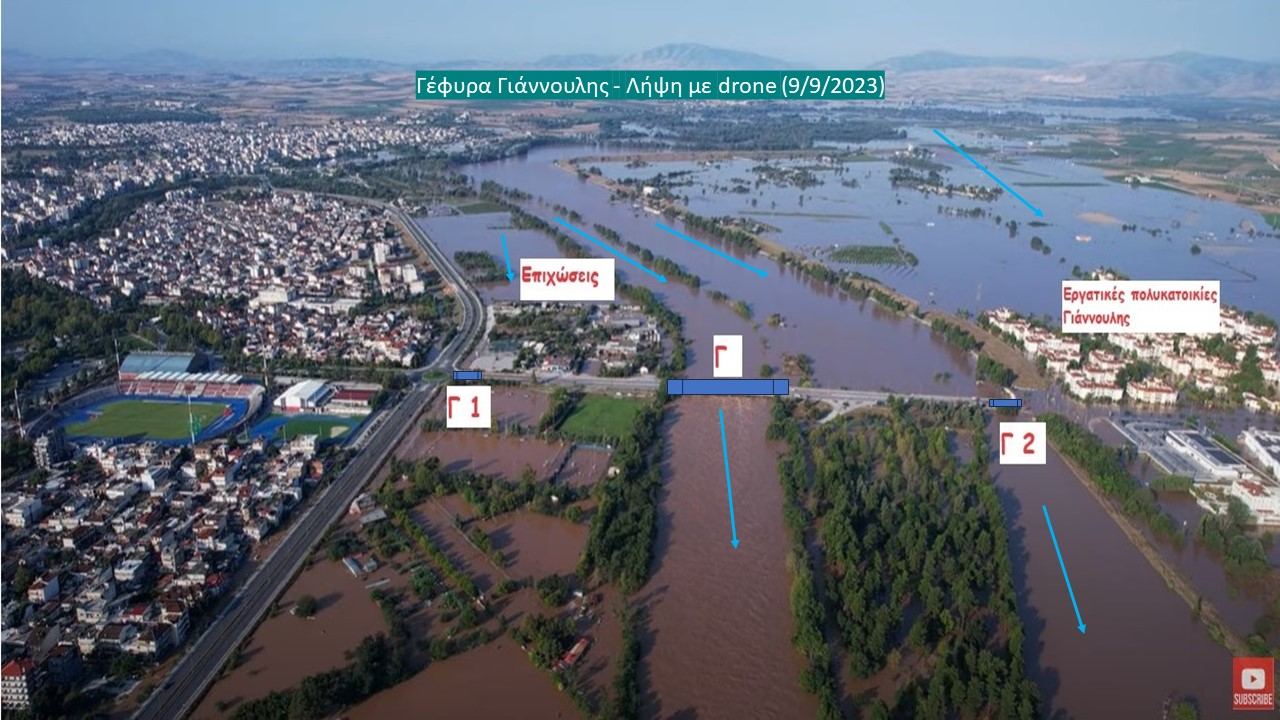 Γέφυρα Γιάννουλης - Λήψη με drone (9/9/2023)
Επιχώσεις
Εργατικές πολυκατοικίες
Γιάννουλης
Γ
Γ 1
Γ 2
SUBSCRIBE